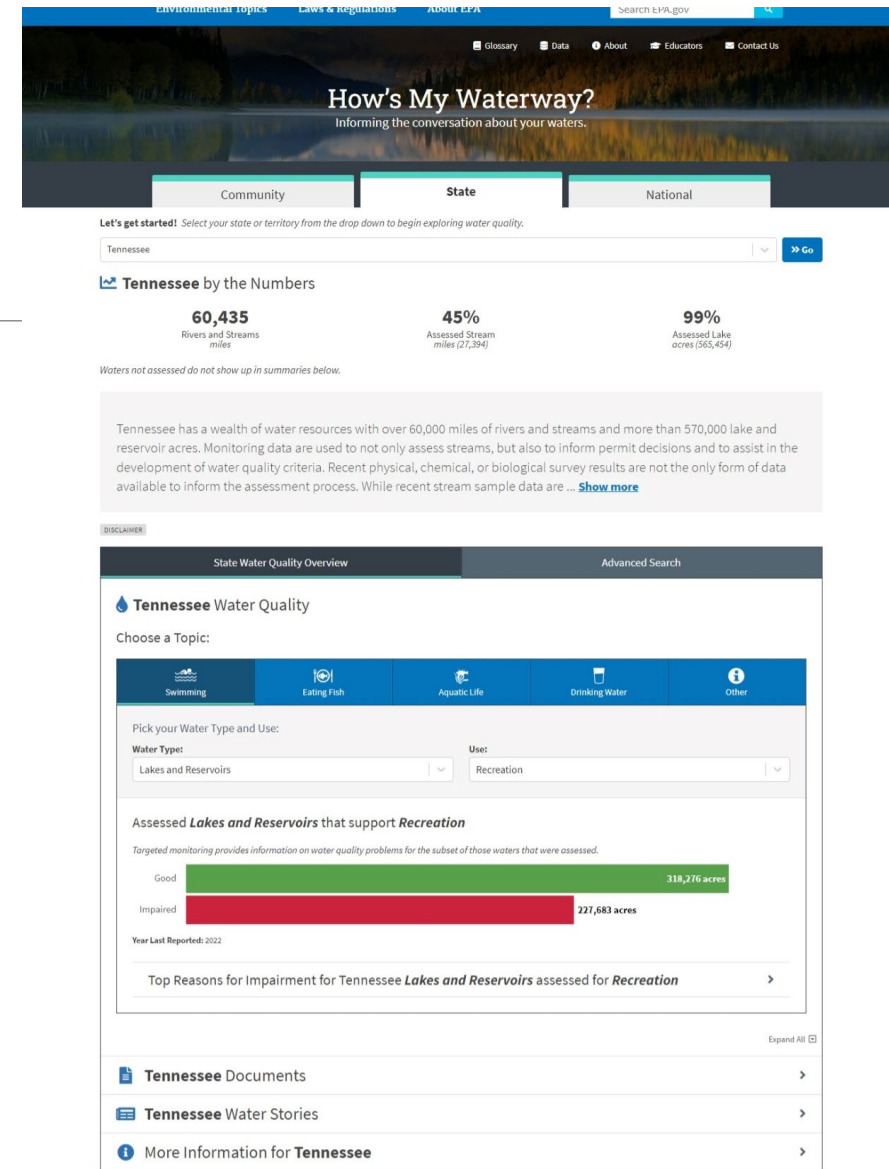 Environmental Topics Laws & Regulations About EPA Search EPA.gov
Glossary Data About Educators Contact Us
How's My Waterway?
Informing the conversation about your waters.
Community State National
Let's get started! Select your state or territory from the drop down to begin exploring water quality.
Tennessee Go
Tennessee by the Numbers
60,435 45% 99%
Rivers and Streams Assessed Stream Assessed Lake
miles miles (27,394) acres (565,454)
Waters not assessed do not show up in summaries below.
Tennessee has a wealth of water resources with over 60,000 miles of rivers and streams and more than 570,000 lake and
reservoir acres. Monitoring data are used to not only assess streams, but also to inform permit decisions and to assist in the
development of water quality criteria. Recent physical, chemical, or biological survey results are not the only form of data
available to inform the assessment process. While recent stream sample data are ... Show more
DISCLAIMER
State Water Quality Overview Advanced Search
Tennessee Water Quality
Choose a Topic:
Swimming Eating Fish Aquatic Life Drinking Water Other
Pick your Water Type and Use:
Water Type: Use:
Lakes and Reservoirs Recreation
Assessed Lakes and Reservoirs that support Recreation
Targeted monitoring provides information on water quality problems for the subset of those waters that were assessed.
Good 318,276 acres
Impaired 227,683 acres
Year Last Reported: 2022
Top Reasons for Impairment for Tennessee Lakes and Reservoirs assessed for Recreation
Expand All
Tennessee Documents
Tennessee Water Stories
More Information for Tennessee